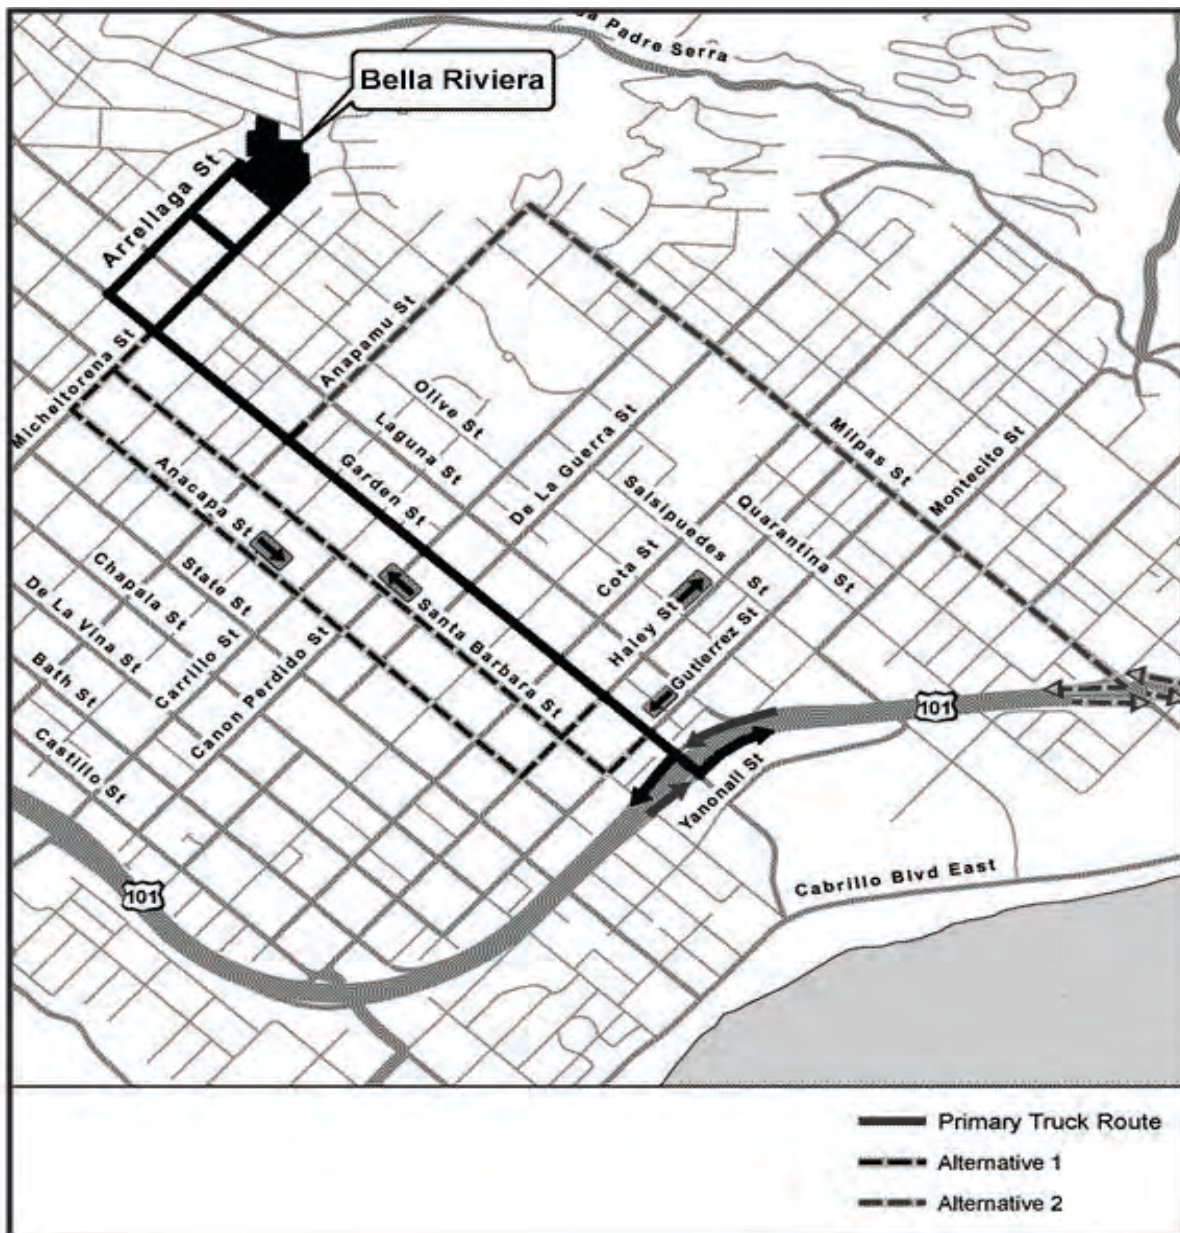 a Padre Serra
Bella Riviera
Arrellaga St
Micheltorena St
Anapamu St
Olive St
Laguna St
Garden St
De La Guerra St
Milpas St
Montecito St
Salsipuedes St
Quarantina St
Cota St
Haley St
Gutierrez St
Anacapa St
State St
Chapala St
De La Vina St
Bath St
Castillo St
Carrillo St
Canon Perdido St
Santa Barbara St
101
Yanonall St
101
Cabrillo Blvd East
Primary Truck Route
Alternative 1
Alternative 2